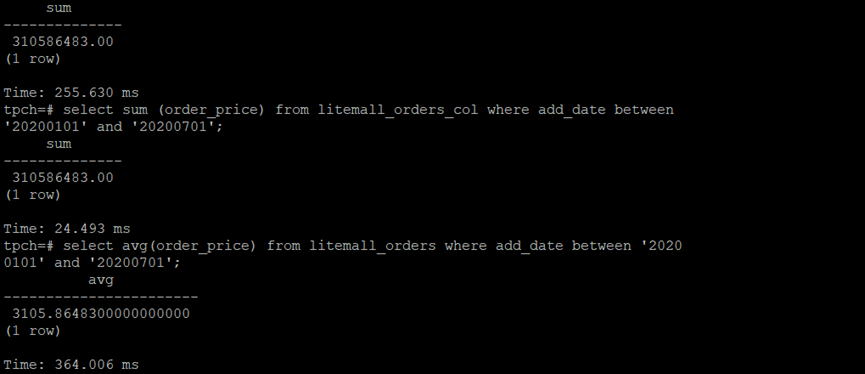 sum
--------------
310586483.00
(1 row)
Time: 255.630 ms
tpch=# select sum (order_price) from litemall_orders_col where add_date between
'20200101' and '20200701';
sum
--------------
310586483.00
(1 row)
Time: 24.493 ms
tpch=# select avg(order_price) from litemall_orders where add_date between '2020
0101' and '20200701';
avg
-----------------------
3105.8648300000000000
(1 row)
Time: 364.006 ms